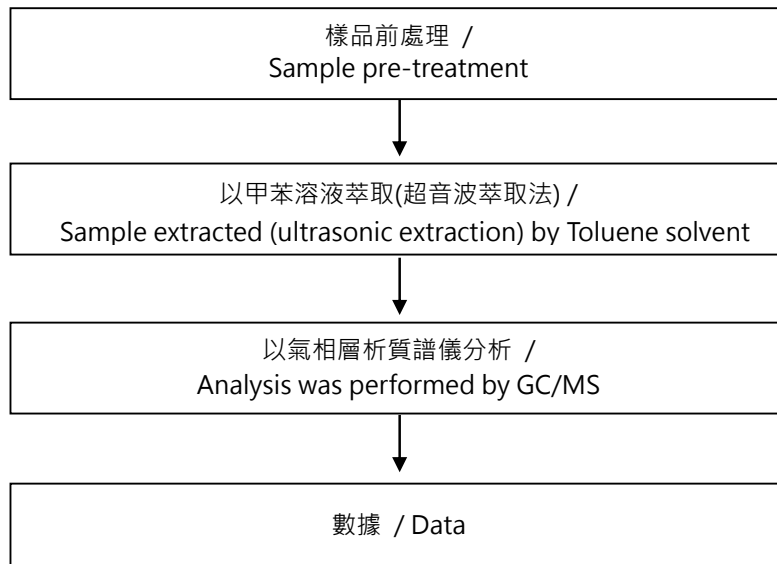 樣品前處理 /
Sample pre-treatment
以甲苯溶液萃取(超音波萃取法) /
Sample extracted (ultrasonic extraction) by Toluene solvent
以氣相層析質譜儀分析 /
Analysis was performed by GC/MS
數據 / Data